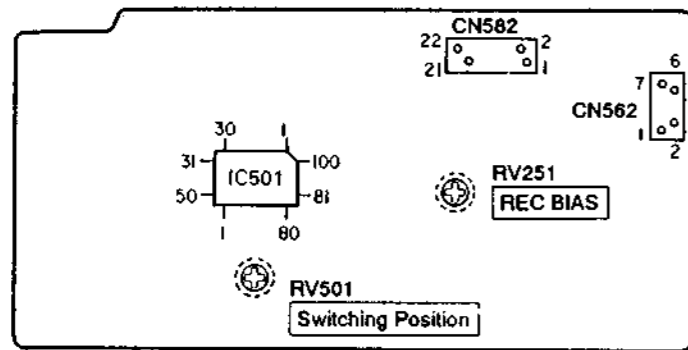 CN582
22 2
21 1
6
7
CN562
1
2
30 1
31 100
IC501
50 81
1 80
RV251
REC BIAS
RV501
Switching Position